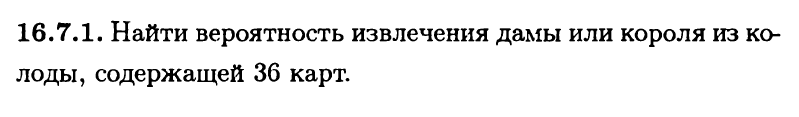 16.7.1. Найти вероятность извлечения дамы или короля из ко-
лоды, содержащей 36 карт.